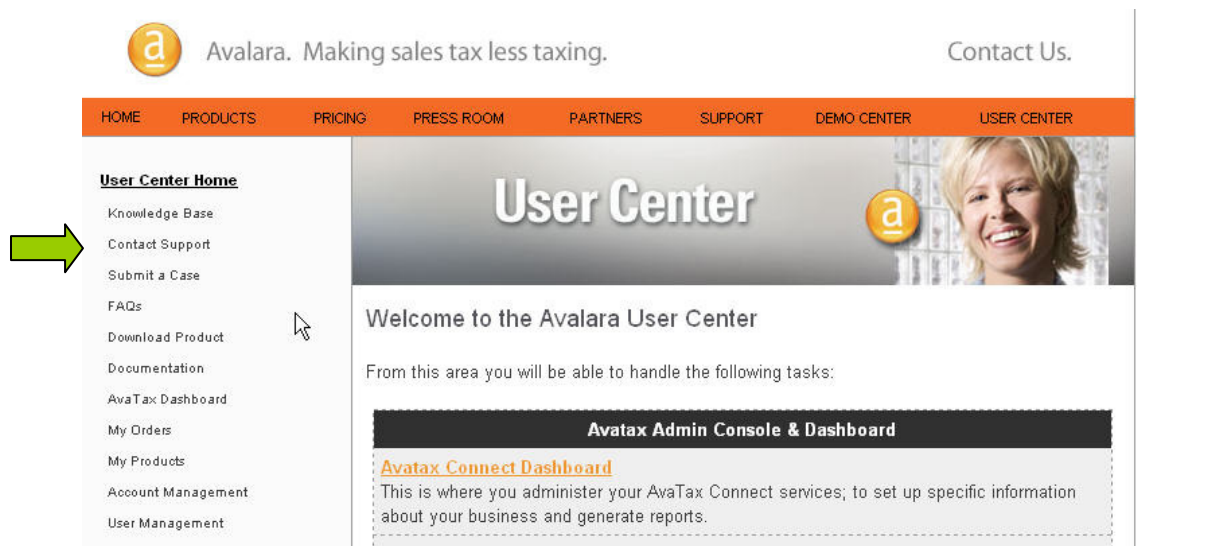 a Avalara. Making sales tax less taxing. Contact Us.
HOME PRODUCTS PRICING PRESS ROOM PARTNERS SUPPORT DEMO CENTER USER CENTER
User Center Home
Knowledge Base
Contact Support
Submit a Case
FAQs
Download Product
Documentation
AvaTax Dashboard
My Orders
My Products
Account Management
User Management
User Center
a
Welcome to the Avalara User Center
From this area you will be able to handle the following tasks:
Avatax Admin Console & Dashboard
Avatax Connect Dashboard
This is where you administer your AvaTax Connect services; to set up specific information
about your business and generate reports.